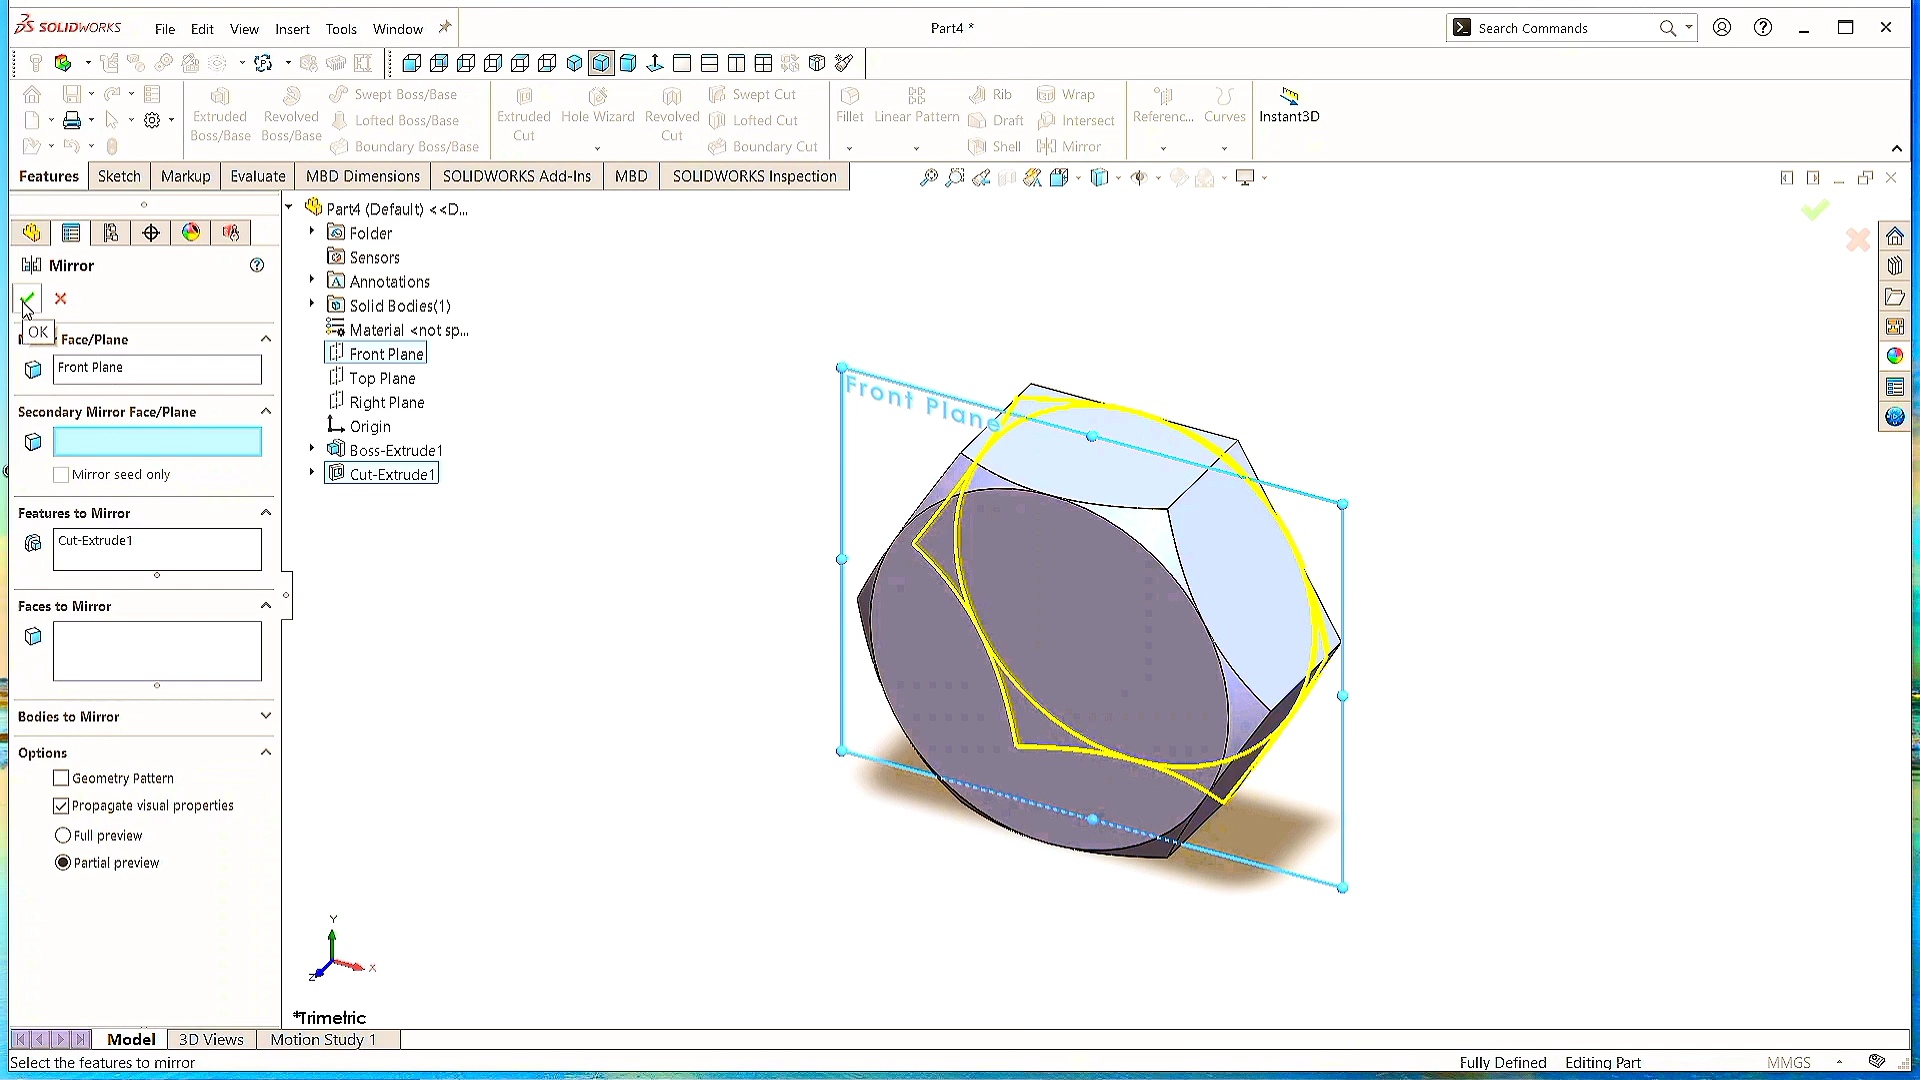 SOLIDWORKS File Edit View Insert Tools Window Part4 * Search Commands
Extruded Boss/Base Revolved Boss/Base Swept Boss/Base Lofted Boss/Base Boundary Boss/Base Extruded Cut Hole Wizard Revolved Cut Swept Cut Lofted Cut Boundary Cut Fillet Linear Pattern Rib Draft Shell Wrap Intersect Mirror Referenc... Curves Instant3D
Features Sketch Markup Evaluate MBD Dimensions SOLIDWORKS Add-Ins MBD SOLIDWORKS Inspection
Mirror
OK
Face/Plane
Front Plane
Secondary Mirror Face/Plane
Mirror seed only
Features to Mirror
Cut-Extrude1
Faces to Mirror
Bodies to Mirror
Options
Geometry Pattern
Propagate visual properties
Full preview
Partial preview
Part4 (Default) <<D...
Folder
Sensors
Annotations
Solid Bodies(1)
Material <not sp...
Front Plane
Top Plane
Right Plane
Origin
Boss-Extrude1
Cut-Extrude1
Front Plane
Y
X
Z
*Trimetric
Model 3D Views Motion Study 1
Select the features to mirror Fully Defined Editing Part MMGS